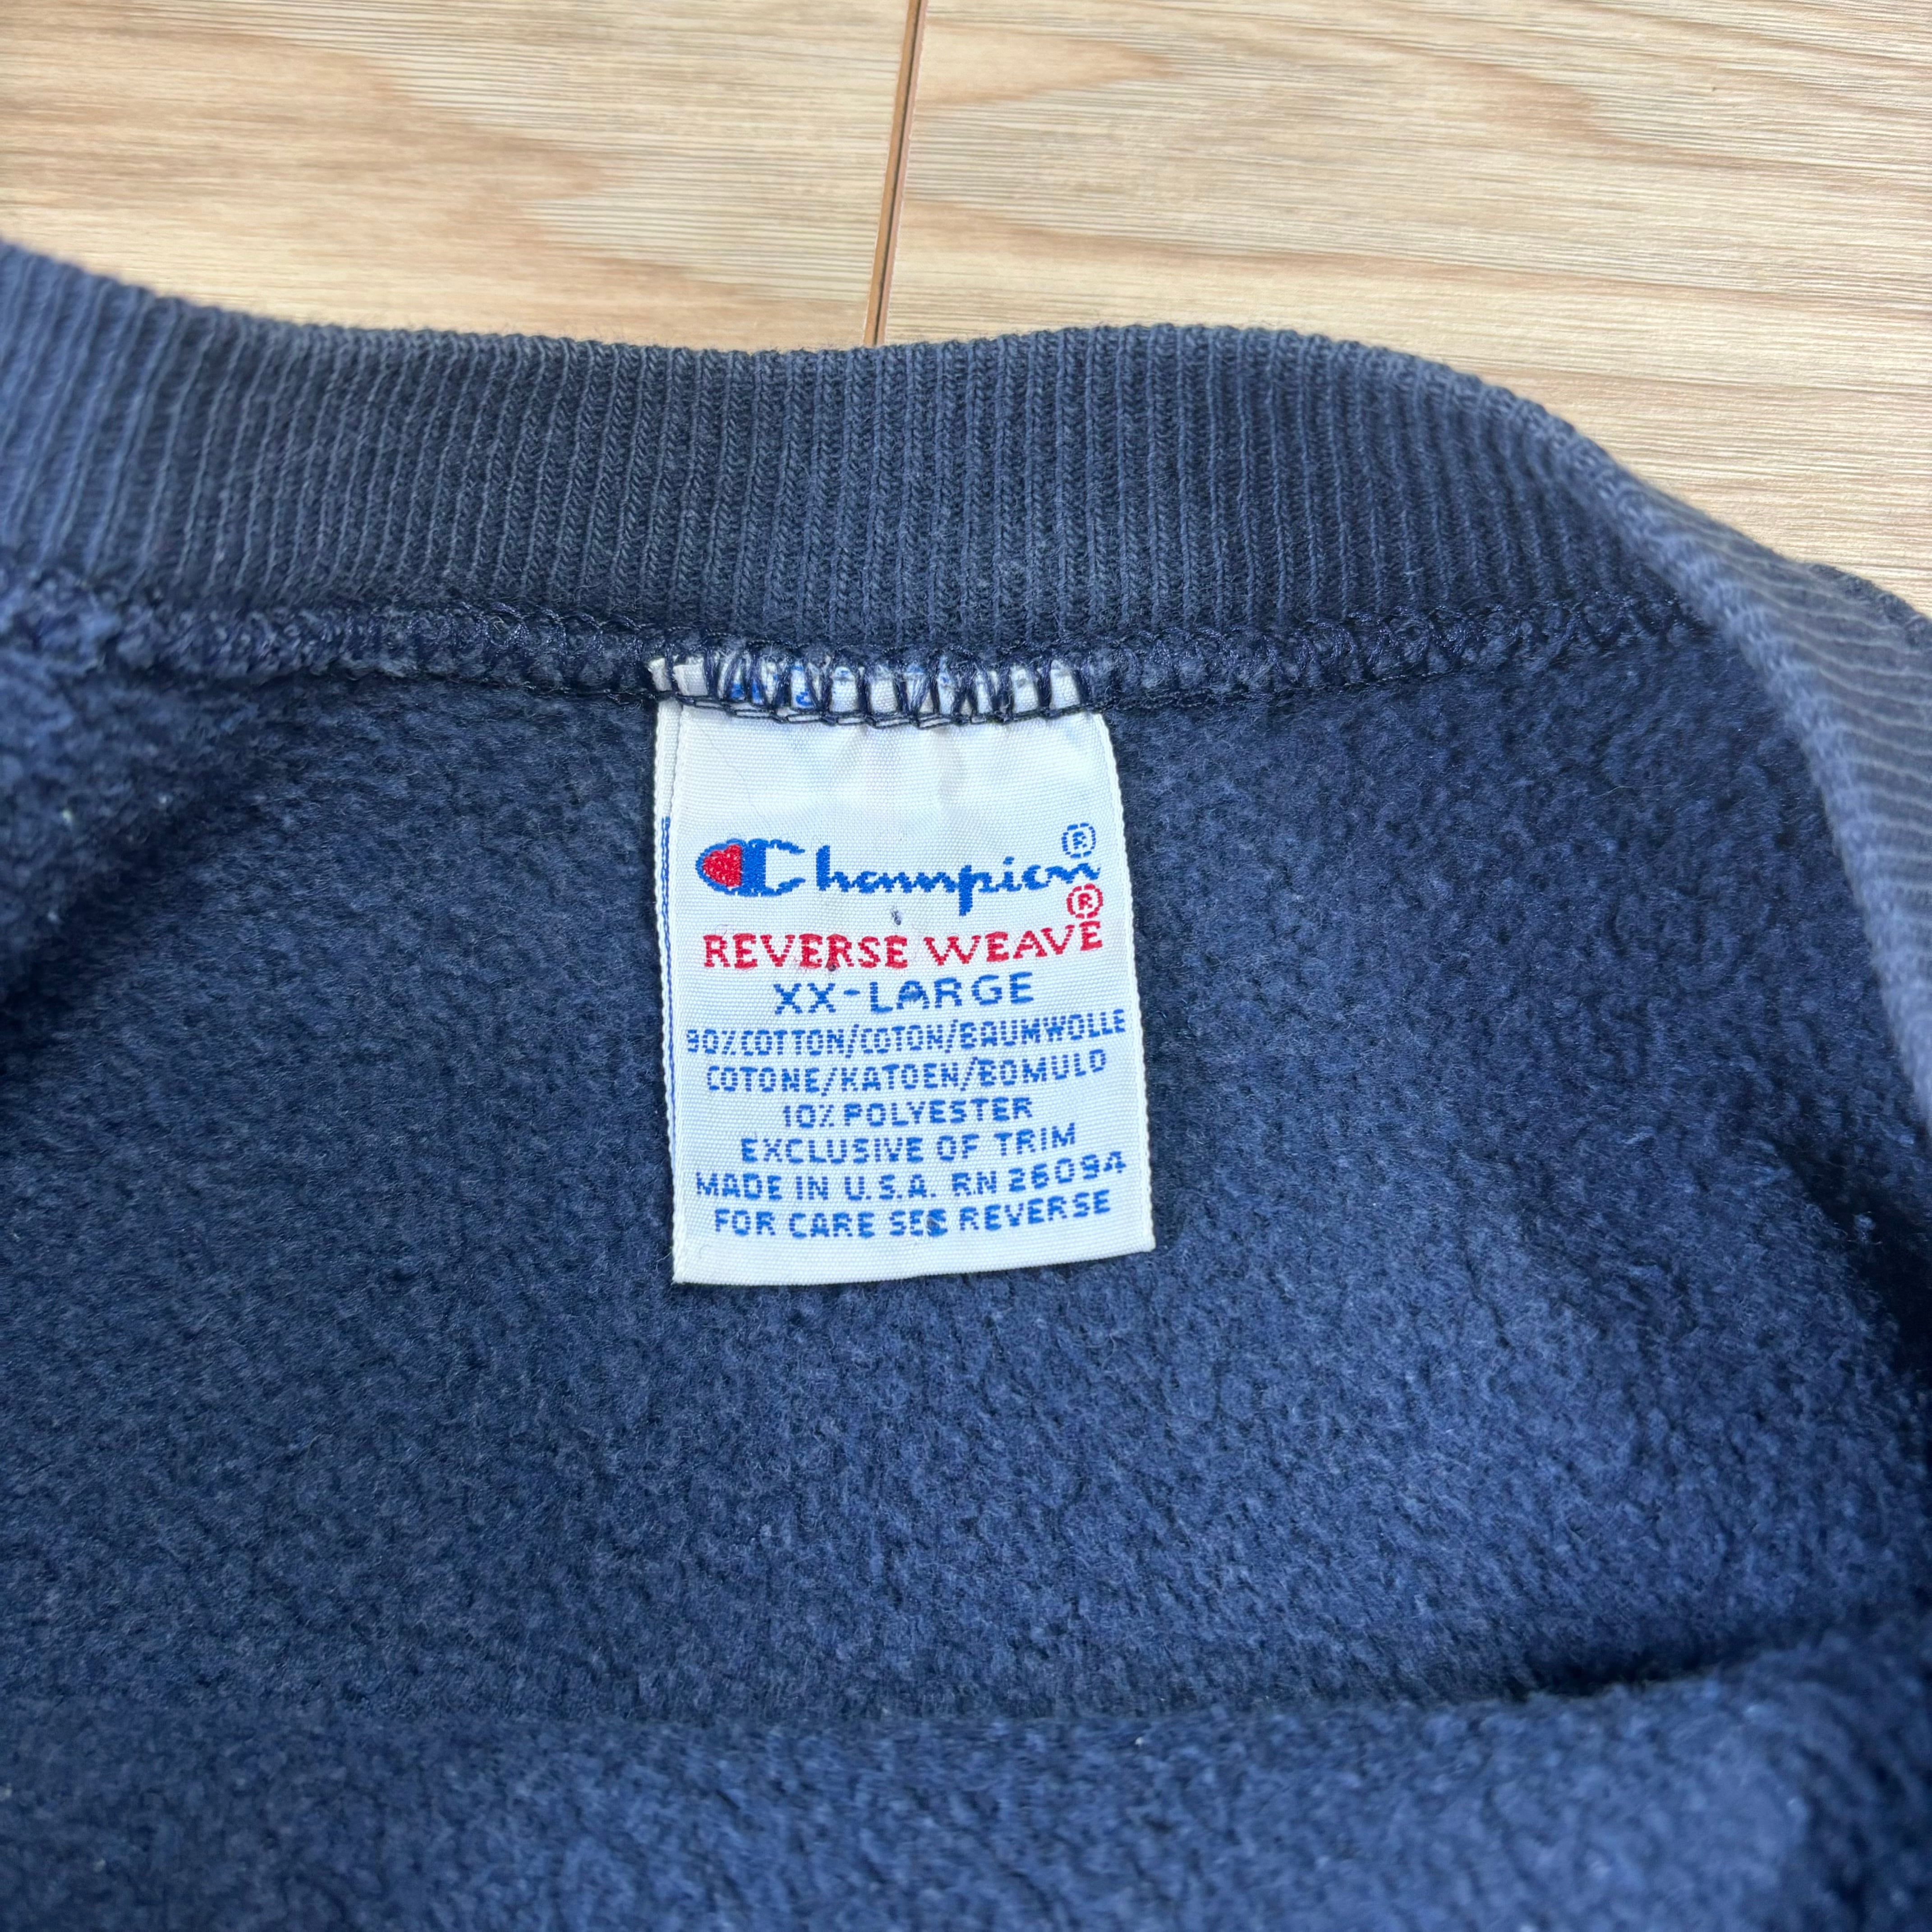 Champion®
REVERSE WEAVE®
XX-LARGE
90% COTTON/COTON/BAUMWOLLE
COTONE/KATOEN/BOMULD
10% POLYESTER
EXCLUSIVE OF TRIM
MADE IN U.S.A. RN 26094
FOR CARE SEE REVERSE